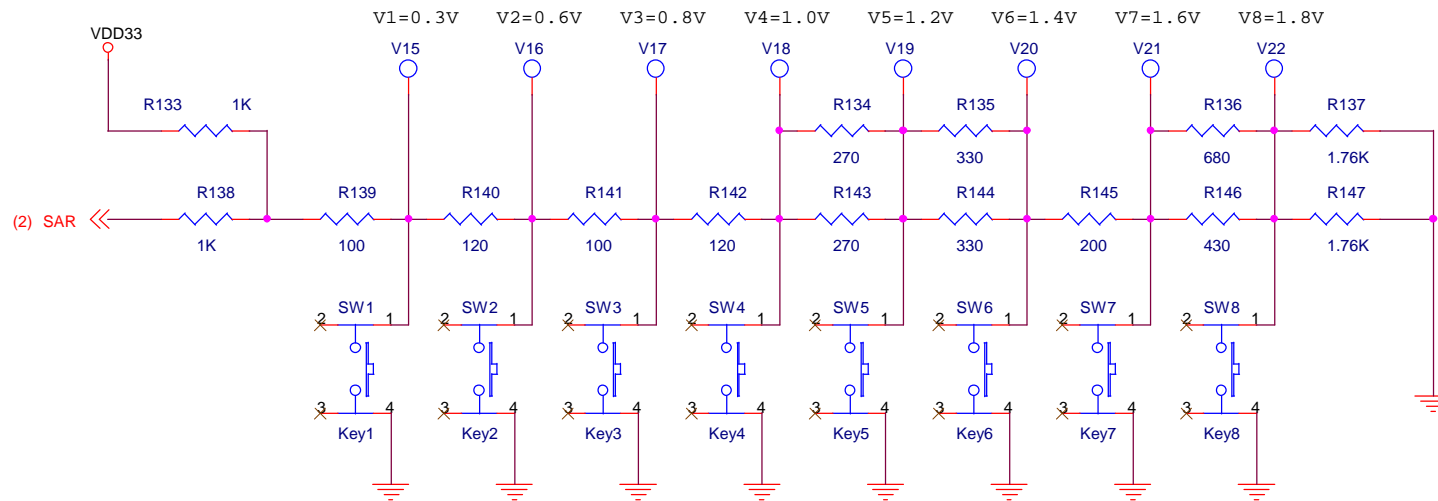 V1=0.3V V2=0.6V V3=0.8V V4=1.0V V5=1.2V V6=1.4V V7=1.6V V8=1.8V
VDD33 V15 V16 V17 V18 V19 V20 V21 V22
R133 1K R134 R135 R136 R137
270 330 680 1.76K
R138 R139 R140 R141 R142 R143 R144 R145 R146 R147
(2) SAR
1K 100 120 100 120 270 330 200 430 1.76K
SW1 SW2 SW3 SW4 SW5 SW6 SW7 SW8
2 1 2 1 2 1 2 1 2 1 2 1 2 1 2 1
3 4 3 4 3 4 3 4 3 4 3 4 3 4 3 4
Key1 Key2 Key3 Key4 Key5 Key6 Key7 Key8